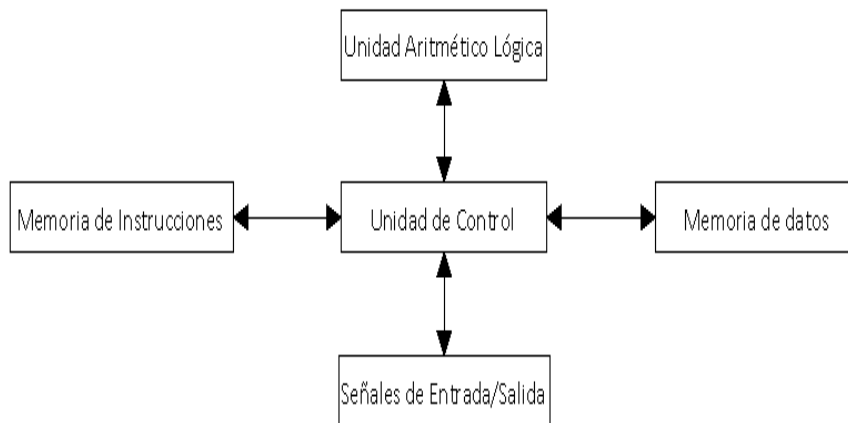 Unidad Aritmético Lógica
Memoria de Instrucciones
Unidad de Control
Memoria de datos
Señales de Entrada/Salida